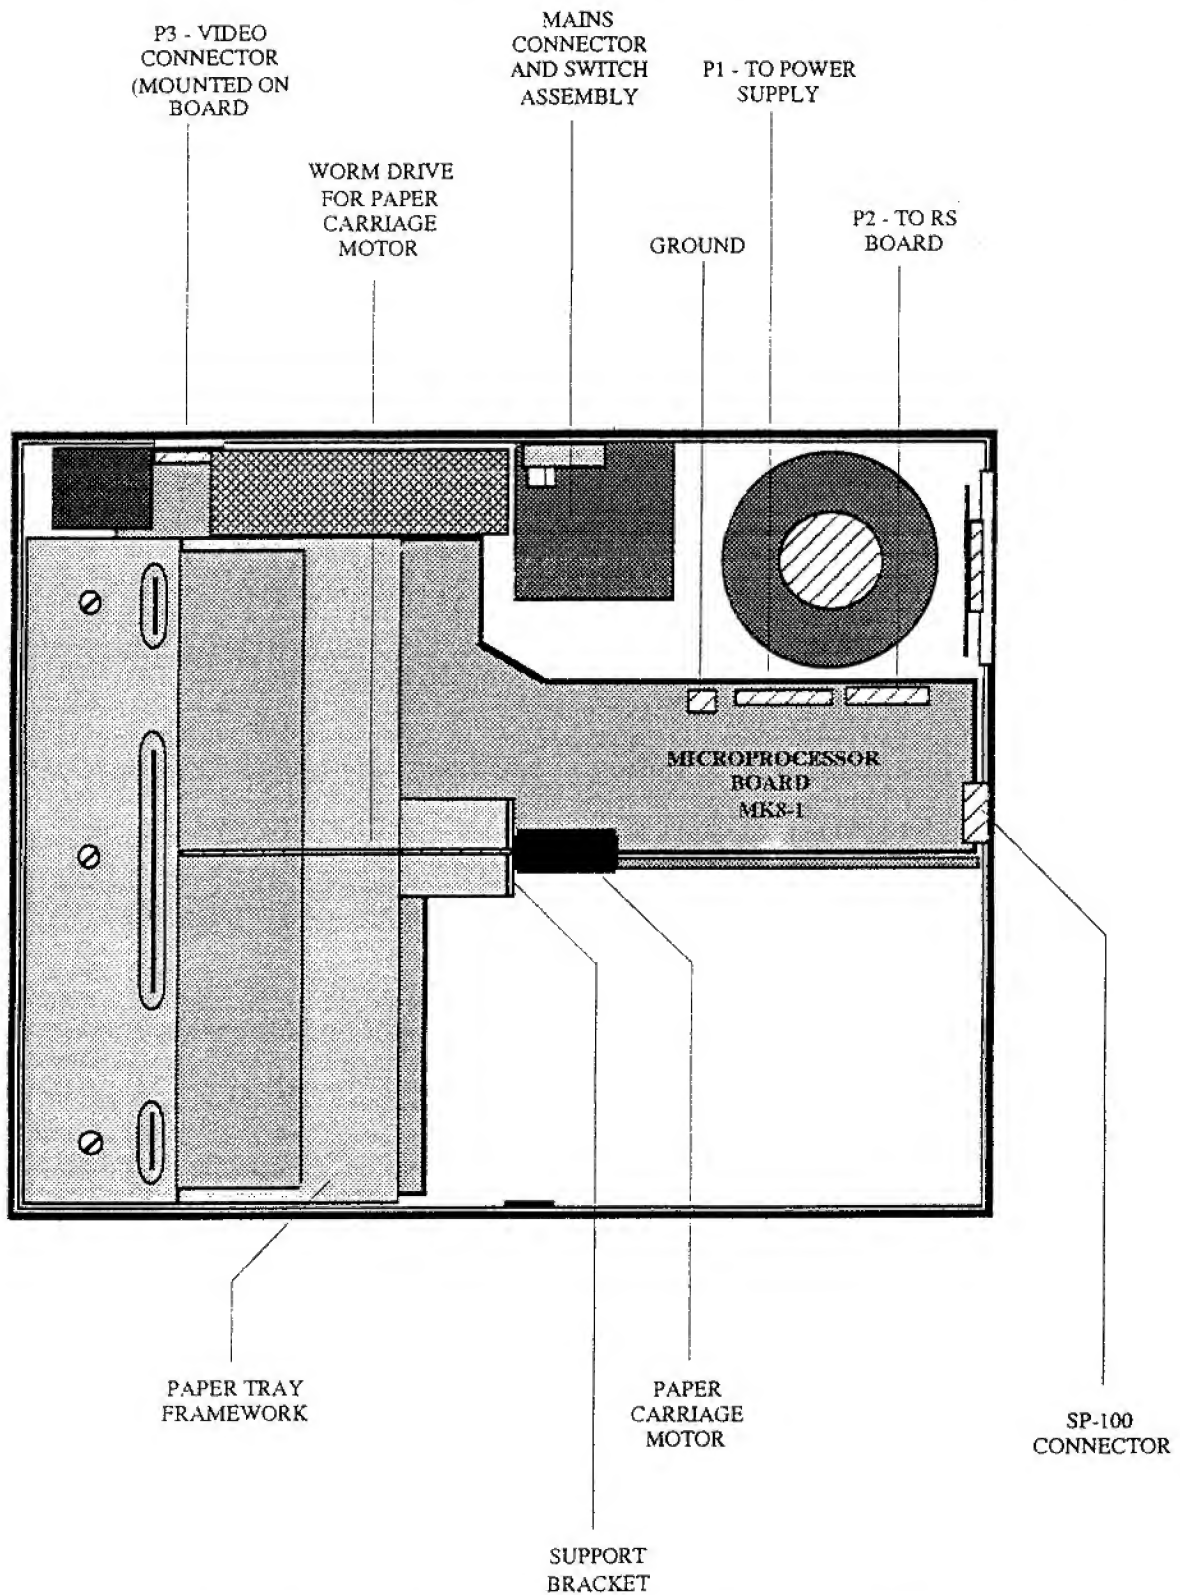 P3 - VIDEO
CONNECTOR
(MOUNTED ON
BOARD
MAINS
CONNECTOR
AND SWITCH
ASSEMBLY
P1 - TO POWER
SUPPLY
WORM DRIVE
FOR PAPER
CARRIAGE
MOTOR
GROUND
P2 - TO RS
BOARD
MICROPROCESSOR
BOARD
MK8-1
PAPER TRAY
FRAMEWORK
PAPER
CARRIAGE
MOTOR
SP-100
CONNECTOR
SUPPORT
BRACKET